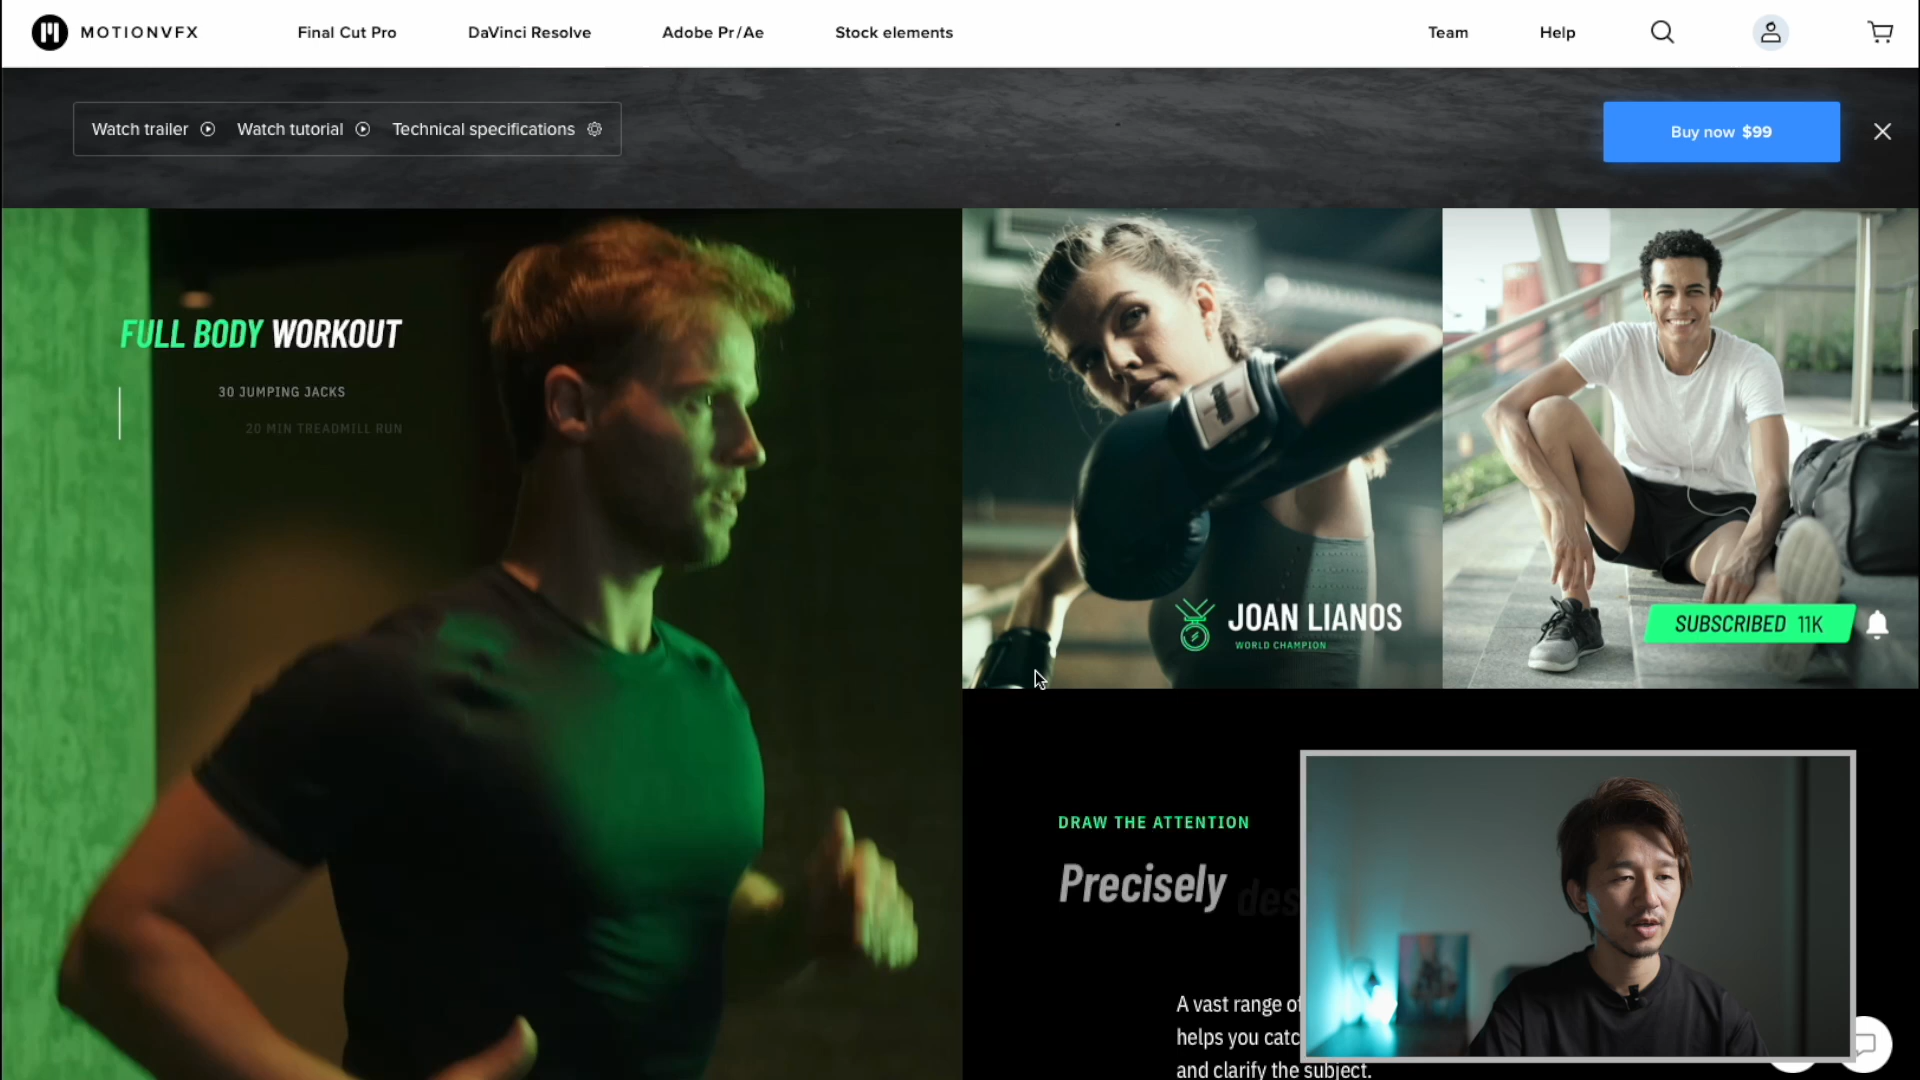 MOTIONVFX
Final Cut Pro
DaVinci Resolve
Adobe Pr/Ae
Stock elements
Team
Help
Watch trailer
Watch tutorial
Technical specifications
Buy now $99
FULL BODY WORKOUT
30 JUMPING JACKS
20 MIN TREADMILL RUN
JOAN LIANOS
WORLD CHAMPION
SUBSCRIBED 11K
DRAW THE ATTENTION
Precisely
A vast range of
helps you
and clarify the subject.